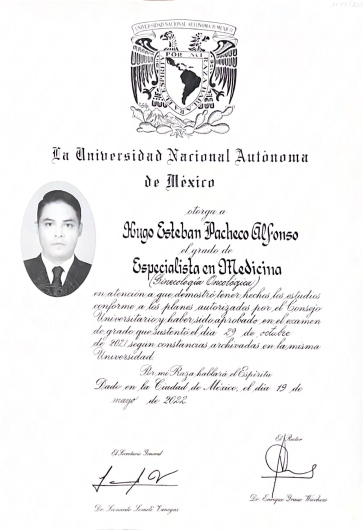 UNIVERSIDAD NACIONAL AUTÓNOMA DE MÉXICO
POR MI RAZA HABLARÁ EL ESPÍRITU
La Universidad Nacional Autónoma
de México
otorga a
Hugo Esteban Pacheco Alfonso
el grado de
Especialista en Medicina
(Ginecología Oncológica)
en atención a que demostró tener hechos los estudios
conforme a los planes autorizados por el Consejo
Universitario y haber sido aprobado en el examen
de grado que sustentó el día 29 de octubre
de 2021 según constancias archivadas en la misma
Universidad.
Por mi Raza hablará el Espíritu
Dado en la Ciudad de México, el día 19 de
mayo de 2022
El Secretario General
El Rector
Dr. Leonardo Lomelí Vanegas
Dr. Enrique Graue Wiechers